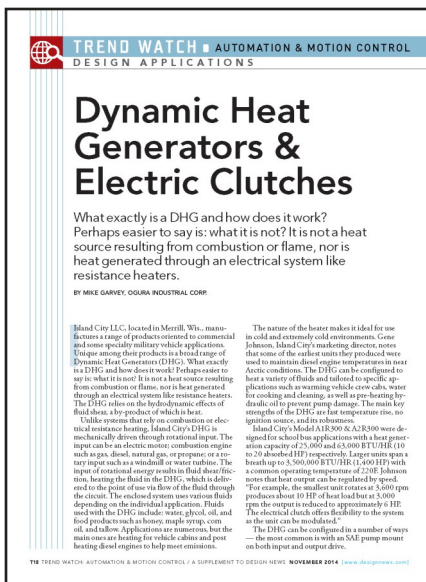 TREND WATCH ■ AUTOMATION & MOTION CONTROL
DESIGN APPLICATIONS
Dynamic Heat
Generators &
Electric Clutches
What exactly is a DHG and how does it work?
Perhaps easier to say is: what it is not? It is not a heat
source resulting from combustion or flame, nor is
heat generated through an electrical system like
resistance heaters.
BY MIKE GARVEY, OGURA INDUSTRIAL CORP.
Island City LLC, located in Merrill, Wis., manu-
factures a range of products oriented to commercial
and some specialty military vehicle applications.
Unique among their products is a broad range of
Dynamic Heat Generators (DHG). What exactly
is a DHG and how does it work? Perhaps easier to
say is: what it is not? It is not a heat source resulting
from combustion or flame, nor is heat generated
through an electrical system like resistance heaters.
The DHG relies on the hydrodynamic effects of
fluid shear, a by-product of which is heat.
Unlike systems that rely on combustion or elec-
trical resistance heating, Island City's DHG is
mechanically driven through rotational input. The
input can be an electric motor; combustion engine
such as gas, diesel, natural gas, or propane; or a ro-
tary input such as a windmill or water turbine. The
input of rotational energy results in fluid shear/fric-
tion, heating the fluid in the DHG, which is deliv-
ered to the point of use via flow of the fluid through
the circuit. The enclosed system uses various fluids
depending on the individual application. Fluids
used with the DHG include: water, glycol, oil, and
food products such as honey, maple syrup, corn
oil, and tallow. Applications are numerous, but the
main ones are heating for vehicle cabins and post
heating diesel engines to help meet emissions.
The nature of the heater makes it ideal for use
in cold and extremely cold environments. Gene
Johnson, Island City's marketing director, notes
that some of the earliest units they produced were
used to maintain diesel engine temperatures in near
Arctic conditions. The DHG can be configured to
heat a variety of fluids and tailored to specific ap-
plications such as warming vehicle crew cabs, water
for cooking and cleaning, as well as pre-heating hy-
draulic oil to prevent pump damage. The main key
strengths of the DHG are fast temperature rise, no
ignition source, and its robustness.
Island City's Model A1R300 & A2R300 were de-
signed for school bus applications with a heat gener-
ation capacity of 25,000 and 63,000 BTU/HR (10
to 20 absorbed HP) respectively. Larger units span a
breath up to 3,500,000 BTU/HR (1,400 HP) with
a common operating temperature of 220F. Johnson
notes that heat output can be regulated by speed.
"For example, the smallest unit rotates at 3,600 rpm
produces about 10 HP of heat load but at 3,000
rpm the output is reduced to approximately 6 HP.
The electrical clutch offers flexibility to the system
as the unit can be modulated."
The DHG can be configured in a number of ways
— the most common is with an SAE pump mount
on both input and output drive.
T18 TREND WATCH: AUTOMATION & MOTION CONTROL / A SUPPLEMENT TO DESIGN NEWS NOVEMBER 2014 [www.designnews.com]